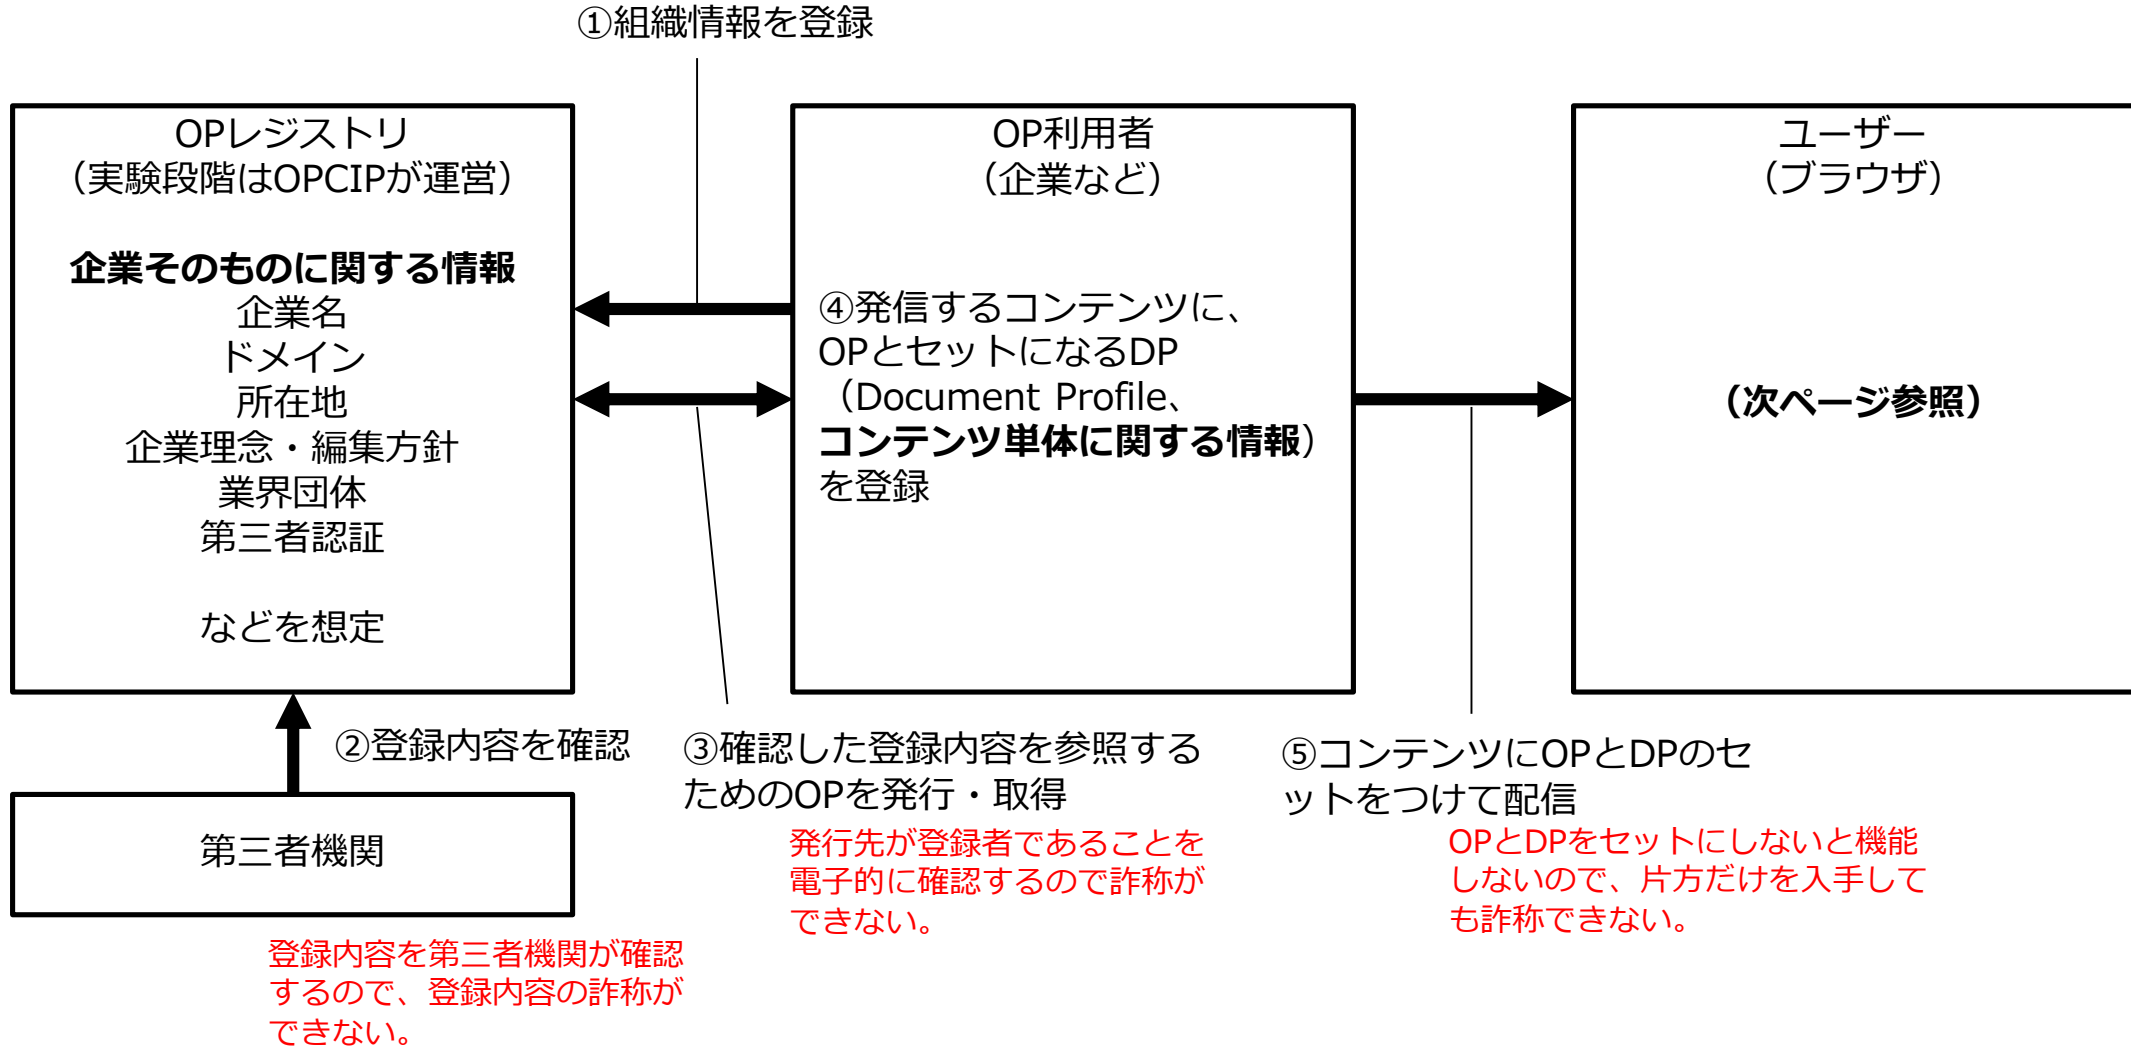 ①組織情報を登録
OPレジストリ
（実験段階はOPCIPが運営）
企業そのものに関する情報
企業名
ドメイン
所在地
企業理念・編集方針
業界団体
第三者認証
などを想定
OP利用者
（企業など）
④発信するコンテンツに、
OPとセットになるDP
（Document Profile、
コンテンツ単体に関する情報）
を登録
ユーザー
（ブラウザ）
（次ページ参照）
②登録内容を確認
第三者機関
登録内容を第三者機関が確認
するので、登録内容の詐称が
できない。
③確認した登録内容を参照する
ためのOPを発行・取得
発行先が登録者であることを
電子的に確認するので詐称が
できない。
⑤コンテンツにOPとDPのセ
ットをつけて配信
OPとDPをセットにしないと機能
しないので、片方だけを入手して
も詐称できない。